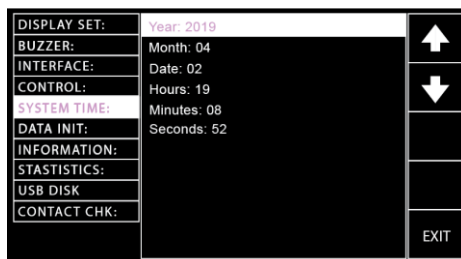 DISPLAY SET:
BUZZER:
INTERFACE:
CONTROL:
SYSTEM TIME:
DATA INIT:
INFORMATION:
STASTISTICS:
USB DISK
CONTACT CHK:
Year: 2019
Month: 04
Date: 02
Hours: 19
Minutes: 08
Seconds: 52
EXIT